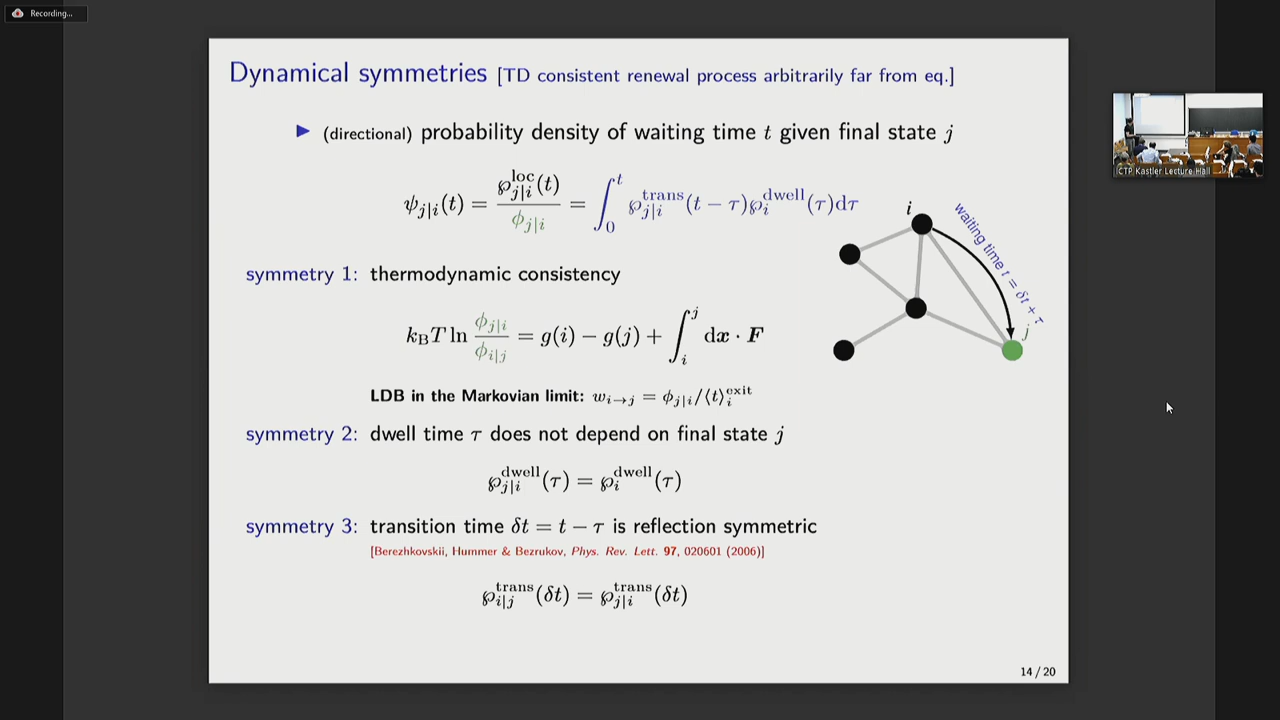 Recording...
Dynamical symmetries [TD consistent renewal process arbitrarily far from eq.]
▶ (directional) probability density of waiting time t given final state j
ψ_{j|i}(t) = ℘^{loc}_{j|i}(t) / ϕ_{j|i} = ∫_0^t ℘^{trans}_{j|i}(t − τ)℘^{dwell}_i(τ)dτ
i
waiting time t = δt + τ
j
symmetry 1: thermodynamic consistency
k_B T ln ϕ_{j|i} / ϕ_{i|j} = g(i) − g(j) + ∫_i^j dx · F
LDB in the Markovian limit: w_{i→j} = ϕ_{j|i}/⟨t⟩^{exit}_i
symmetry 2: dwell time τ does not depend on final state j
℘^{dwell}_{j|i}(τ) = ℘^{dwell}_i(τ)
symmetry 3: transition time δt = t − τ is reflection symmetric
[Berezhkovskii, Hummer & Bezrukov, Phys. Rev. Lett. 97, 020601 (2006)]
℘^{trans}_{i|j}(δt) = ℘^{trans}_{j|i}(δt)
14 / 20
ICTP Kastler Lecture Hall